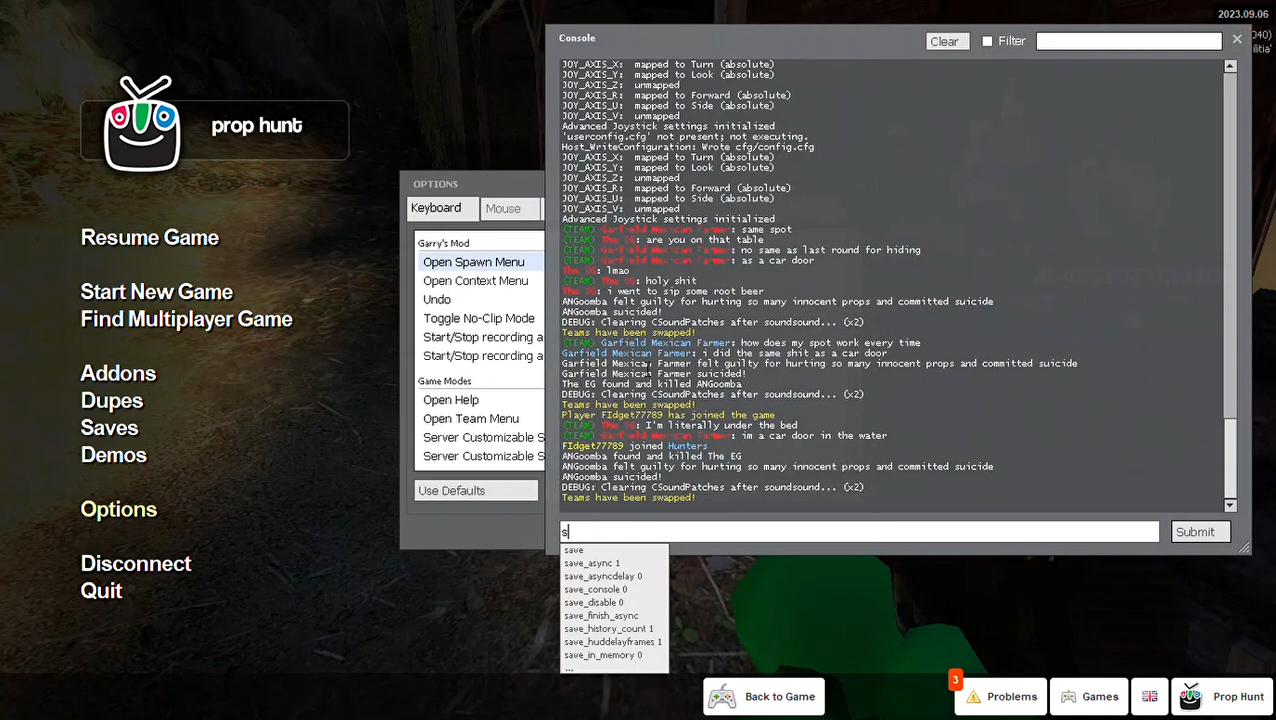 2023.09.06
040)
litia'
prop hunt
Resume Game
Start New Game
Find Multiplayer Game
Addons
Dupes
Saves
Demos
Options
Disconnect
Quit
OPTIONS
Keyboard
Mouse
Garry's Mod
Open Spawn Menu
Open Context Menu
Undo
Toggle No-Clip Mode
Start/Stop recording a
Start/Stop recording a
Game Modes
Open Help
Open Team Menu
Server Customizable S
Server Customizable S
Use Defaults
Console
Clear
Filter
JOY_AXIS_X:  mapped to Turn (absolute)
JOY_AXIS_Y:  mapped to Look (absolute)
JOY_AXIS_Z:  unmapped
JOY_AXIS_R:  mapped to Forward (absolute)
JOY_AXIS_U:  mapped to Side (absolute)
JOY_AXIS_V:  unmapped
Advanced Joystick settings initialized
'userconfig.cfg' not present; not executing.
Host_WriteConfiguration: Wrote cfg/config.cfg
JOY_AXIS_X:  mapped to Turn (absolute)
JOY_AXIS_Y:  mapped to Look (absolute)
JOY_AXIS_Z:  unmapped
JOY_AXIS_R:  mapped to Forward (absolute)
JOY_AXIS_U:  mapped to Side (absolute)
JOY_AXIS_V:  unmapped
Advanced Joystick settings initialized
(TEAM) Garfield Mexican Farmer: same spot
(TEAM) The EG: are you on that table
(TEAM) Garfield Mexican Farmer: no same as last round for hiding
(TEAM) Garfield Mexican Farmer: as a car door
The EG: lmao
(TEAM) The EG: holy shit
The EG: i went to sip some root beer
ANGoomba felt guilty for hurting so many innocent props and committed suicide
ANGoomba suicided!
DEBUG: Clearing CSoundPatches after soundsound... (x2)
Teams have been swapped!
(TEAM) Garfield Mexican Farmer: how does my spot work every time
Garfield Mexican Farmer: i did the same shit as a car door
Garfield Mexican Farmer felt guilty for hurting so many innocent props and committed suicide
Garfield Mexican Farmer suicided!
The EG found and killed ANGoomba
DEBUG: Clearing CSoundPatches after soundsound... (x2)
Teams have been swapped!
Player FIdget77789 has joined the game
(TEAM) The EG: I'm literally under the bed
(TEAM) Garfield Mexican Farmer: im a car door in the water
FIdget77789 joined Hunters
ANGoomba found and killed The EG
ANGoomba felt guilty for hurting so many innocent props and committed suicide
ANGoomba suicided!
DEBUG: Clearing CSoundPatches after soundsound... (x2)
Teams have been swapped!
s
Submit
save
save_async 1
save_asyncdelay 0
save_console 0
save_disable 0
save_finish_async
save_history_count 1
save_huddelayframes 1
save_in_memory 0
...
Back to Game
3
Problems
Games
Prop Hunt